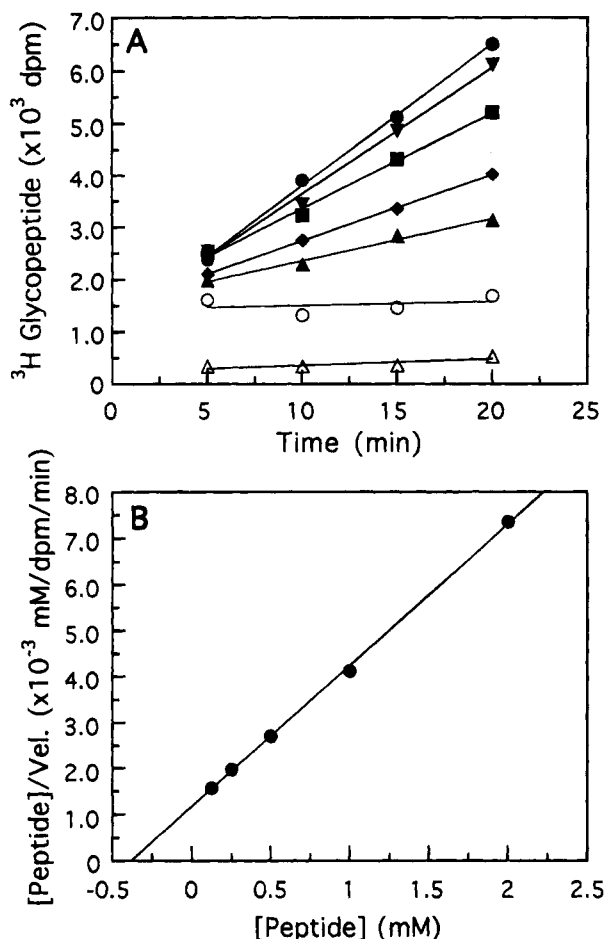 A
³H Glycopeptide (x10³ dpm)
7.0
6.0
5.0
4.0
3.0
2.0
1.0
0
0 5 10 15 20 25
Time (min)
B
[Peptide]/Vel. (x10⁻³ mM/dpm/min)
8.0
7.0
6.0
5.0
4.0
3.0
2.0
1.0
0
-0.5 0 0.5 1 1.5 2 2.5
[Peptide] (mM)